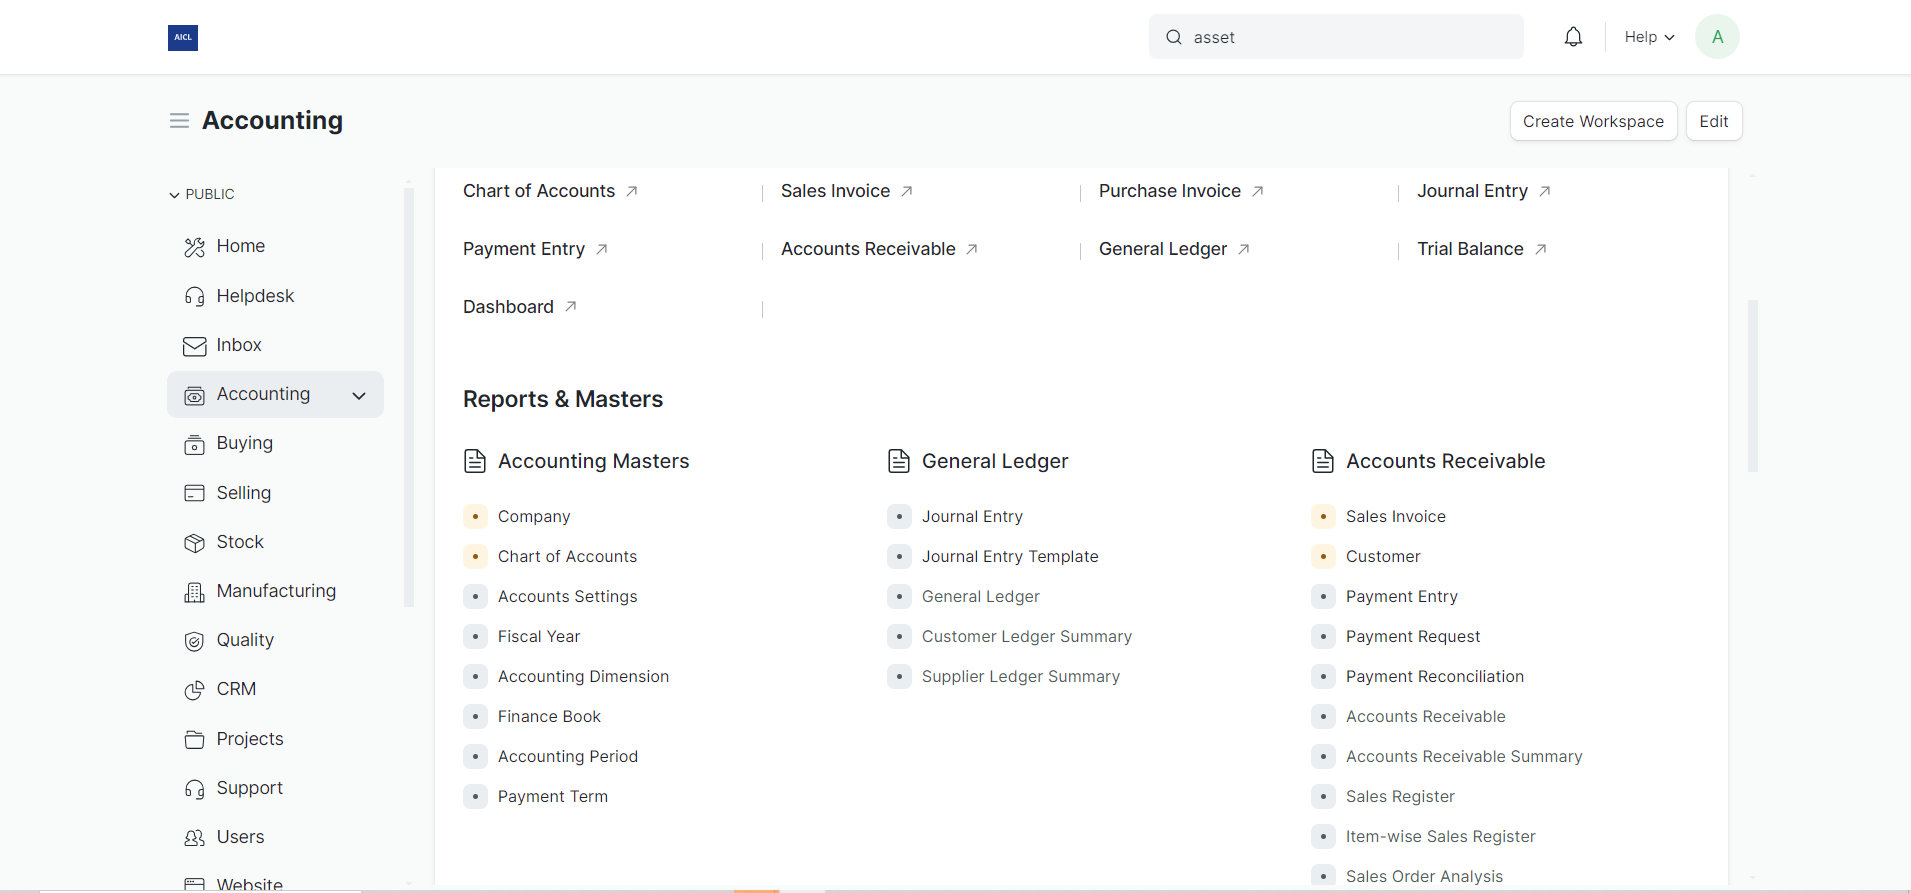 AICL
asset
Help
A
Accounting
Create Workspace
Edit
PUBLIC
Home
Helpdesk
Inbox
Accounting
Buying
Selling
Stock
Manufacturing
Quality
CRM
Projects
Support
Users
Website
Chart of Accounts
Sales Invoice
Purchase Invoice
Journal Entry
Payment Entry
Accounts Receivable
General Ledger
Trial Balance
Dashboard
Reports & Masters
Accounting Masters
Company
Chart of Accounts
Accounts Settings
Fiscal Year
Accounting Dimension
Finance Book
Accounting Period
Payment Term
General Ledger
Journal Entry
Journal Entry Template
General Ledger
Customer Ledger Summary
Supplier Ledger Summary
Accounts Receivable
Sales Invoice
Customer
Payment Entry
Payment Request
Payment Reconciliation
Accounts Receivable
Accounts Receivable Summary
Sales Register
Item-wise Sales Register
Sales Order Analysis